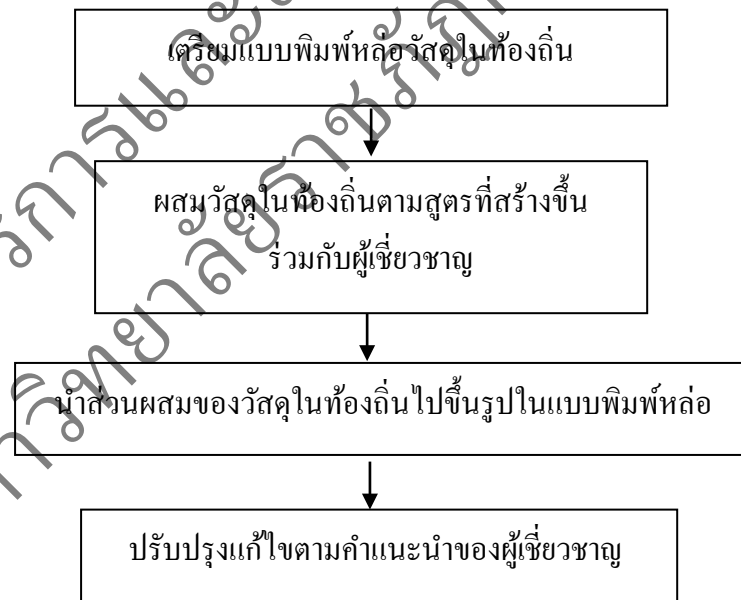 เตรียมแบบพิมพ์หล่อวัสดุในท้องถิ่น
ผสมวัสดุในท้องถิ่นตามสูตรที่สร้างขึ้น
ร่วมกับผู้เชี่ยวชาญ
นำส่วนผสมของวัสดุในท้องถิ่นไปขึ้นรูปในแบบพิมพ์หล่อ
ปรับปรุงแก้ไขตามคำแนะนำของผู้เชี่ยวชาญ